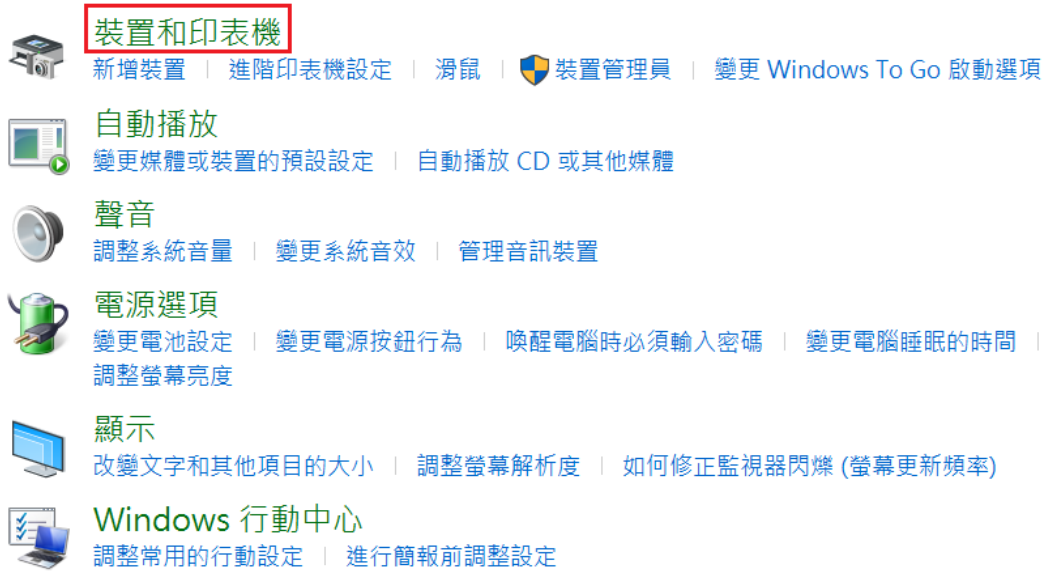 裝置和印表機
新增裝置 | 進階印表機設定 | 滑鼠 | 裝置管理員 | 變更 Windows To Go 啟動選項
自動播放
變更媒體或裝置的預設設定 | 自動播放 CD 或其他媒體
聲音
調整系統音量 | 變更系統音效 | 管理音訊裝置
電源選項
變更電池設定 | 變更電源按鈕行為 | 喚醒電腦時必須輸入密碼 | 變更電腦睡眠的時間 |
調整螢幕亮度
顯示
改變文字和其他項目的大小 | 調整螢幕解析度 | 如何修正監視器閃爍 (螢幕更新頻率)
Windows 行動中心
調整常用的行動設定 | 進行簡報前調整設定